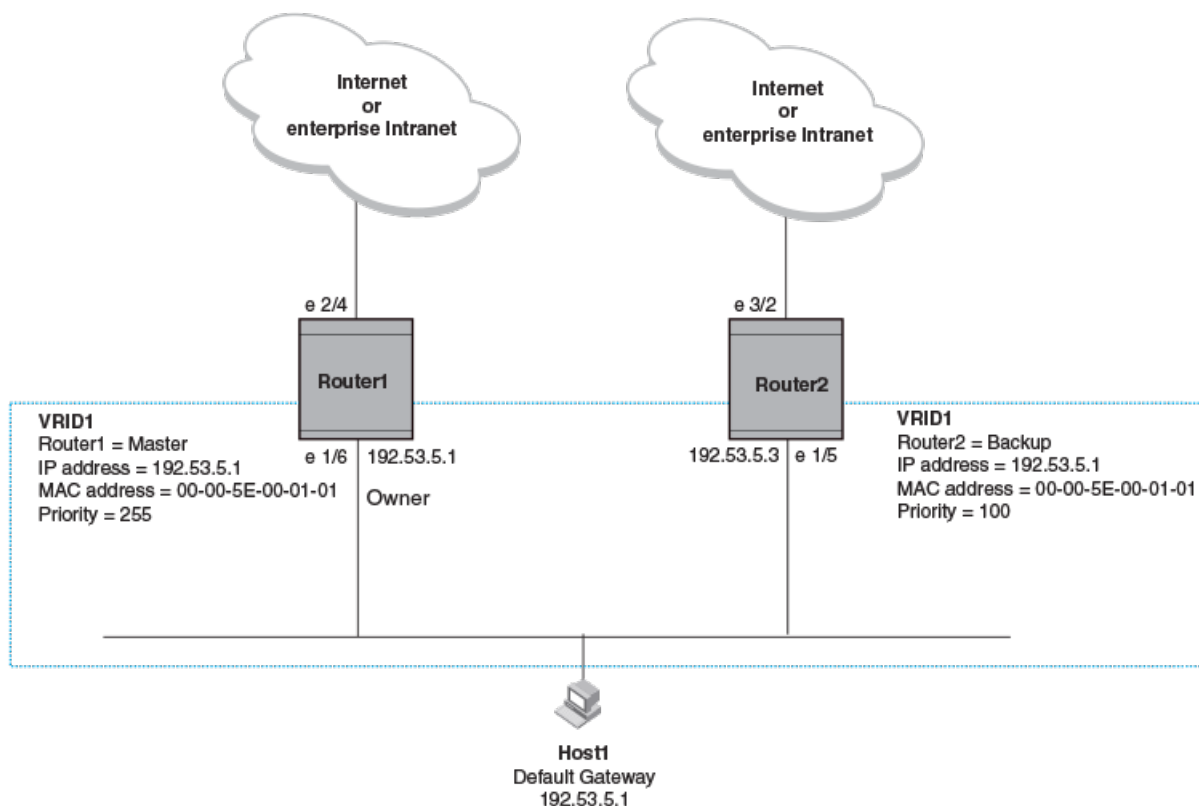 Internet
or
enterprise Intranet
Internet
or
enterprise Intranet
e 2/4
e 3/2
Router1
Router2
VRID1
Router1 = Master
IP address = 192.53.5.1
MAC address = 00-00-5E-00-01-01
Priority = 255
e 1/6
192.53.5.1
Owner
192.53.5.3
e 1/5
VRID1
Router2 = Backup
IP address = 192.53.5.1
MAC address = 00-00-5E-00-01-01
Priority = 100
Host1
Default Gateway
192.53.5.1